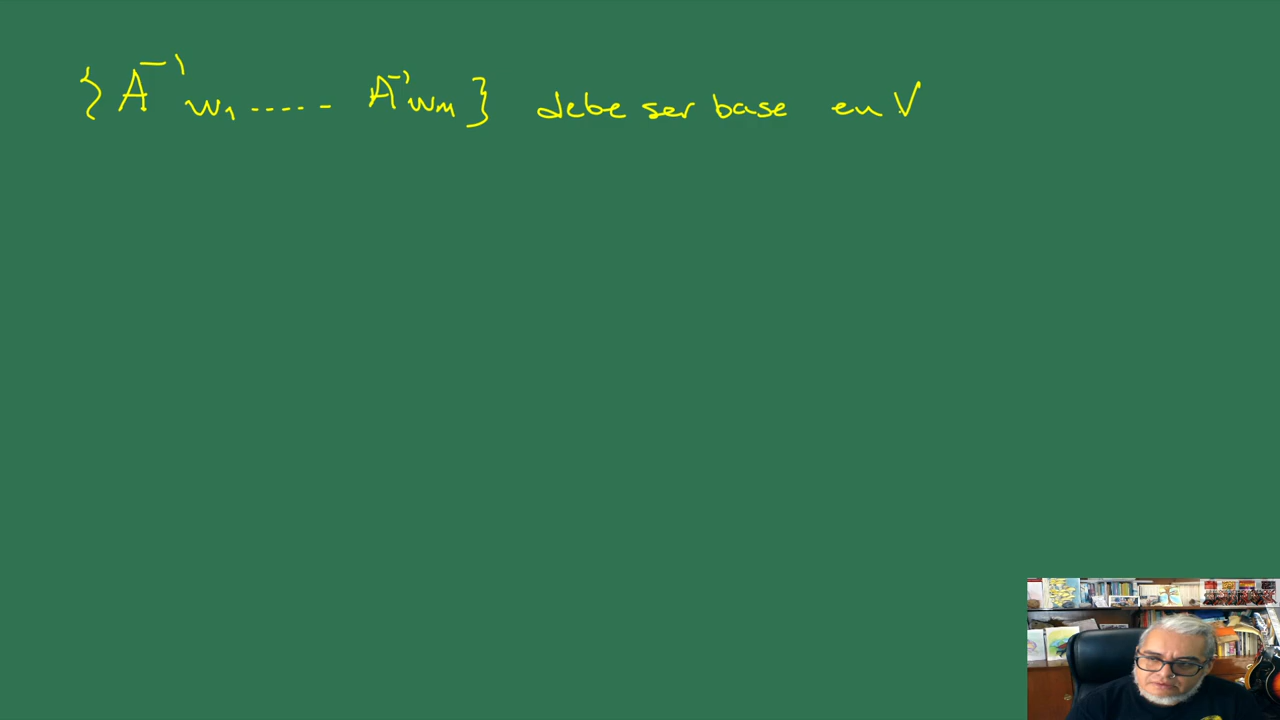 {A⁻¹w₁ ..... A⁻¹wₘ} debe ser base en V